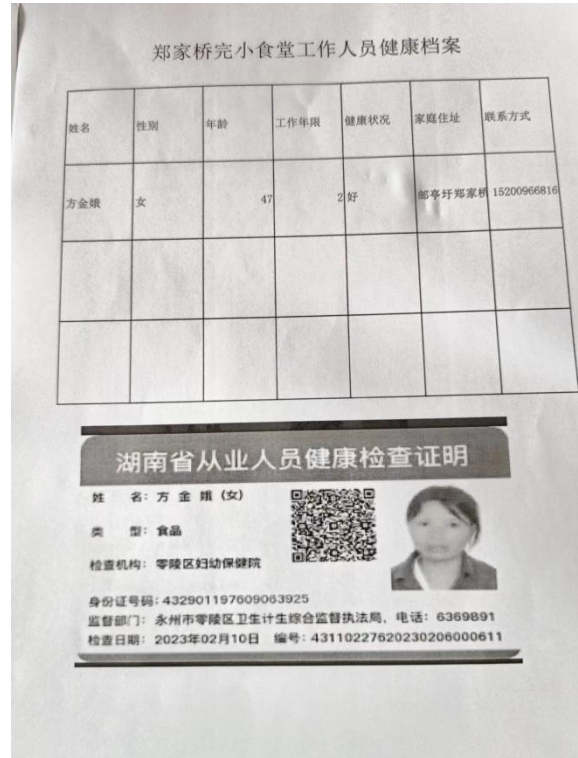 郑家桥完小食堂工作人员健康档案
姓名 性别 年龄 工作年限 健康状况 家庭住址 联系方式
方金娥 女 47 2 好 邮亭圩郑家桥 15200966816
湖南省从业人员健康检查证明
姓 名：方 金 娥（女）
类 型：食品
检查机构：零陵区妇幼保健院
身份证号码：432901197609063925
监督部门：永州市零陵区卫生计生综合监督执法局，电话：6369891
检查日期：2023年02月10日 编号：43110227620230206000611